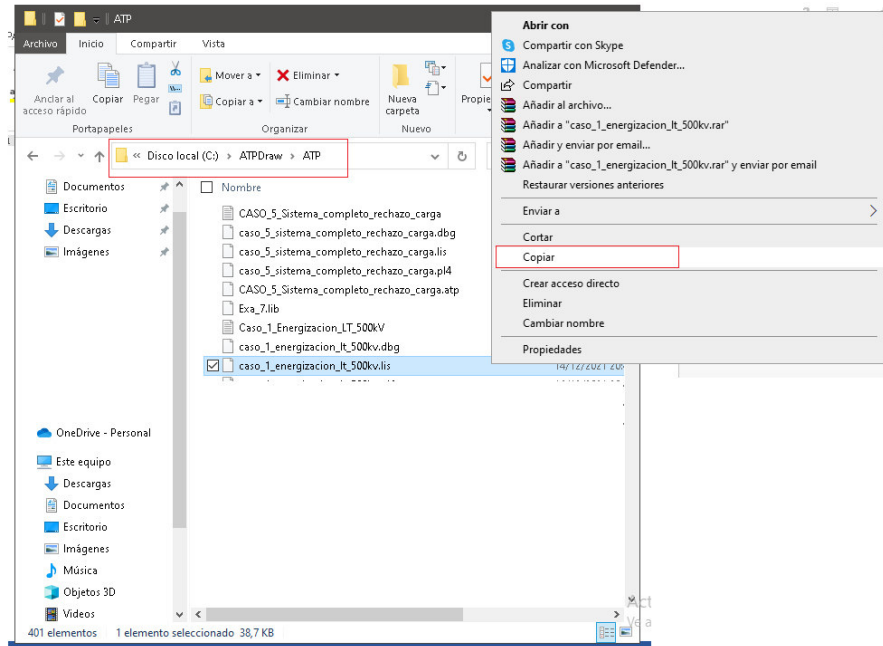 ATP
Archivo Inicio Compartir Vista
Anclar al acceso rápido
Copiar
Pegar
Mover a
Copiar a
Eliminar
Cambiar nombre
Nueva carpeta
Portapapeles
Organizar
Nuevo
« Disco local (C:) › ATPDraw › ATP
Documentos
Escritorio
Descargas
Imágenes
OneDrive - Personal
Este equipo
Descargas
Documentos
Escritorio
Imágenes
Música
Objetos 3D
Videos
Nombre
CASO_5_Sistema_completo_rechazo_carga
caso_5_sistema_completo_rechazo_carga.dbg
caso_5_sistema_completo_rechazo_carga.lis
caso_5_sistema_completo_rechazo_carga.pl4
CASO_5_Sistema_completo_rechazo_carga.atp
Exa_7.lib
Caso_1_Energizacion_LT_500kV
caso_1_energizacion_lt_500kv.dbg
caso_1_energizacion_lt_500kv.lis
401 elementos 1 elemento seleccionado 38,7 KB
Abrir con
Compartir con Skype
Analizar con Microsoft Defender...
Compartir
Añadir al archivo...
Añadir a "caso_1_energizacion_lt_500kv.rar"
Añadir y enviar por email...
Añadir a "caso_1_energizacion_lt_500kv.rar" y enviar por email
Restaurar versiones anteriores
Enviar a
Cortar
Copiar
Crear acceso directo
Eliminar
Cambiar nombre
Propiedades